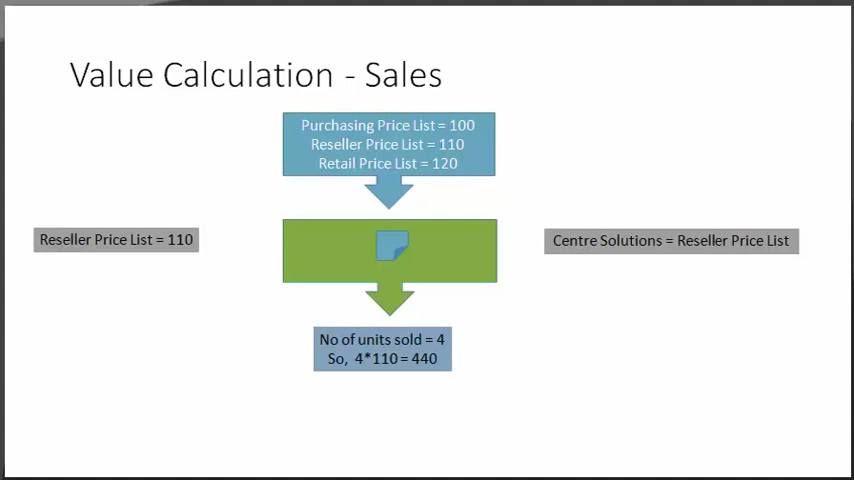 Value Calculation - Sales
Purchasing Price List = 100
Reseller Price List = 110
Retail Price List = 120
Reseller Price List = 110
Centre Solutions = Reseller Price List
No of units sold = 4
So, 4*110 = 440